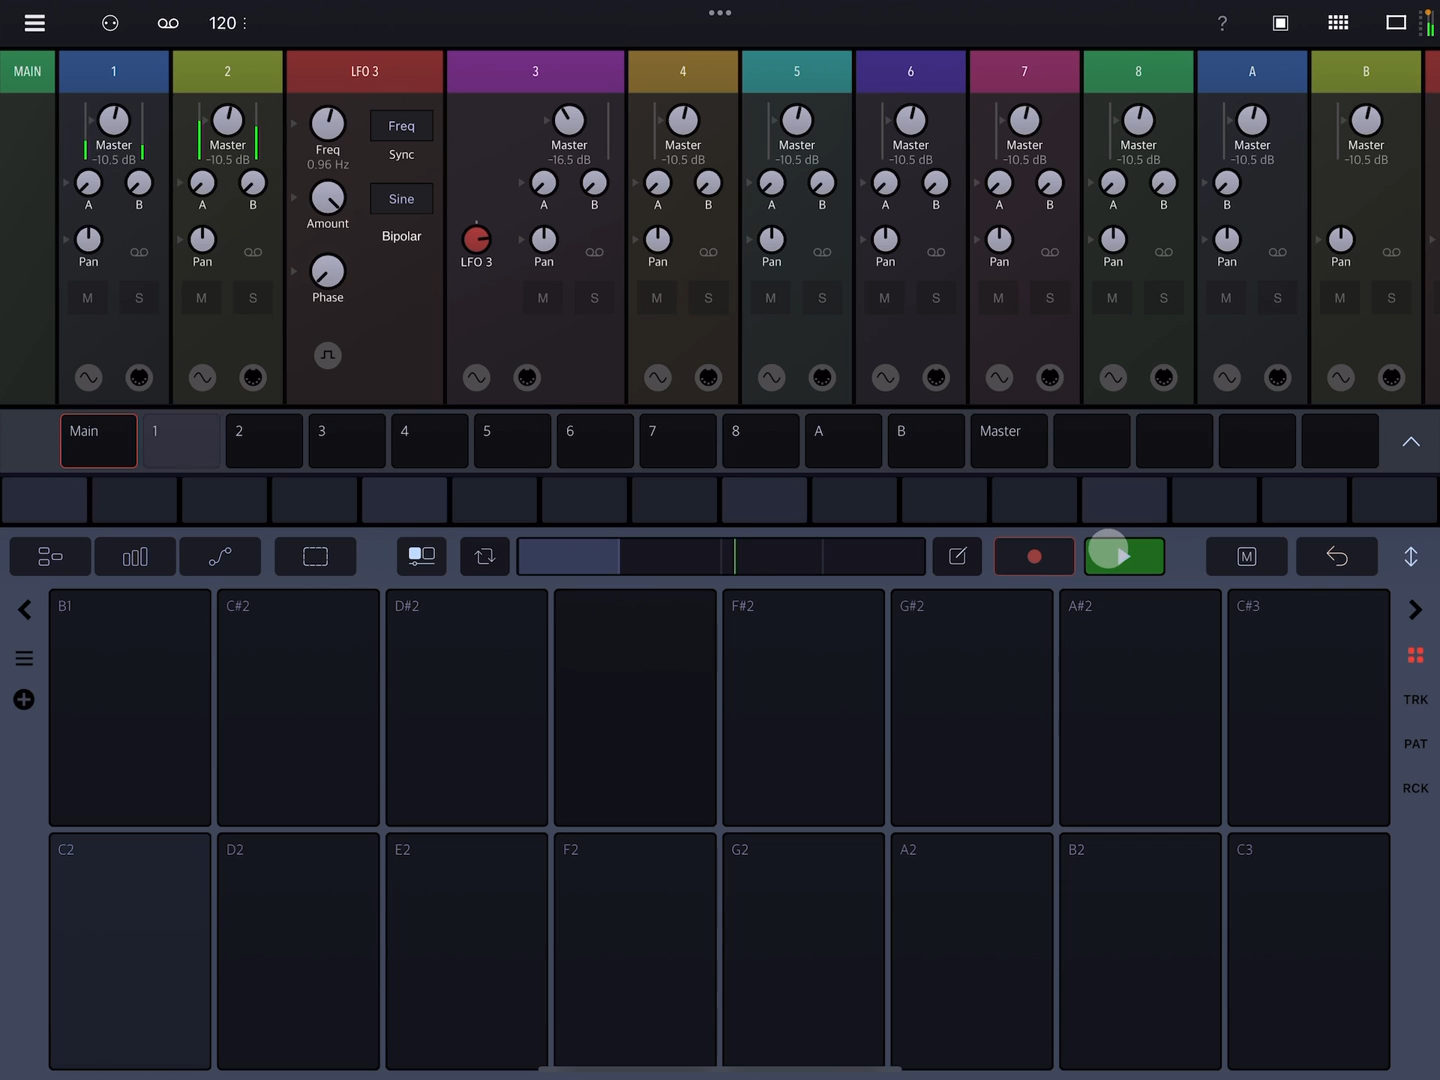 120
?
MAIN 1 2 LFO 3 3 4 5 6 7 8 A B
Freq
Master Master Master Master Master Master Master Master Master Master
Freq
-10.5 dB -10.5 dB 0.96 Hz Sync -16.5 dB -10.5 dB -10.5 dB -10.5 dB -10.5 dB -10.5 dB -10.5 dB -10.5 dB
Sine
A B A B A B A B A B A B A B A B B
Amount
Bipolar
Pan Pan LFO 3 Pan Pan Pan Pan Pan Pan Pan Pan
M S M S Phase M S M S M S M S M S M S M S M S
Main 1 2 3 4 5 6 7 8 A B Master
M
B1 C#2 D#2 F#2 G#2 A#2 C#3
TRK
PAT
RCK
C2 D2 E2 F2 G2 A2 B2 C3